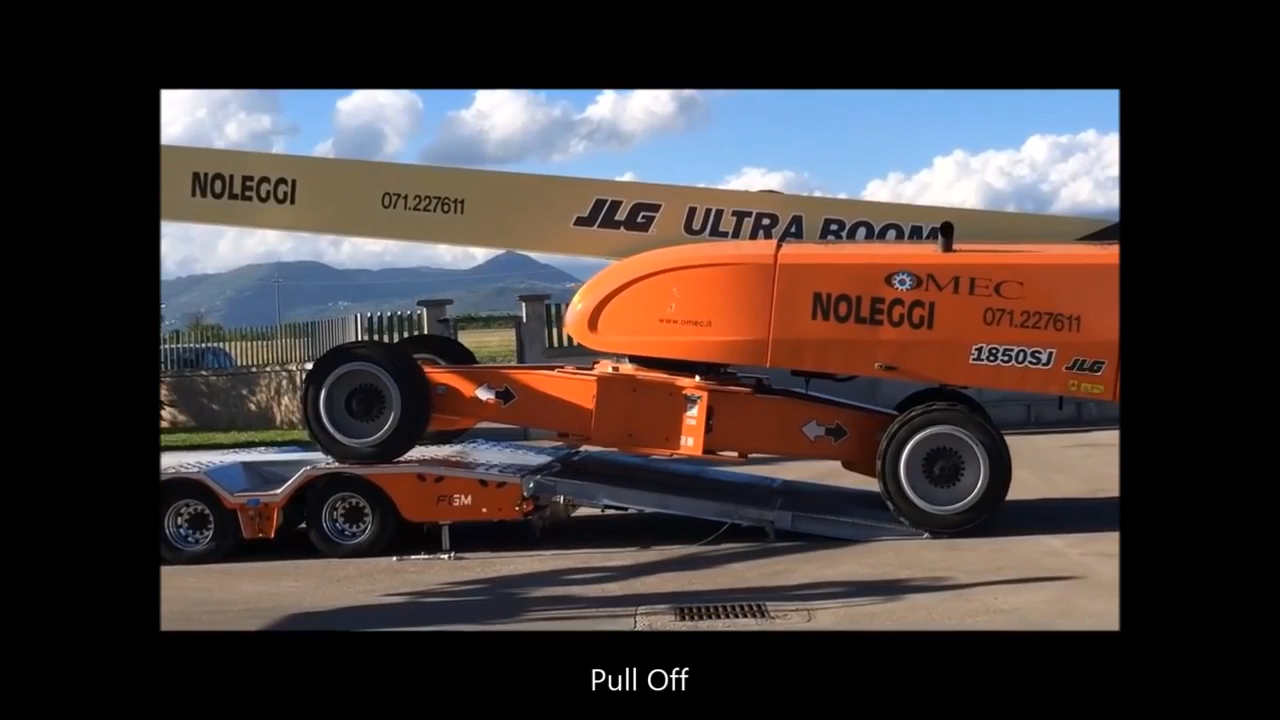 NOLEGGI
071.227611
JLG ULTRA BOOM
OMEC
NOLEGGI
071.227611
www.omec.it
1850SJ JLG
FGM
Pull Off